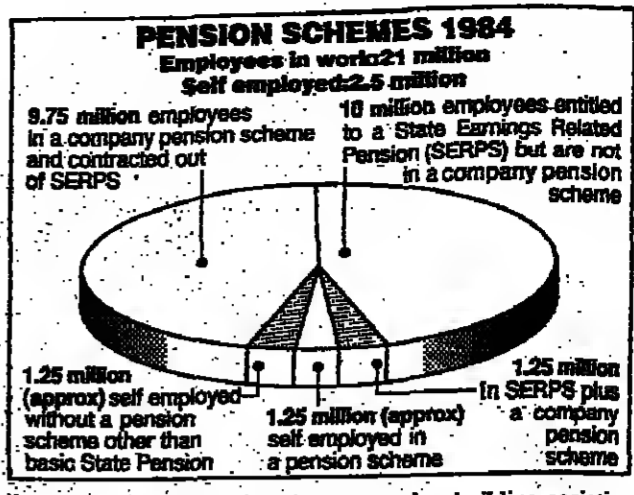 PENSION SCHEMES 1984
Employees in work:21 million
Self employed:2.5 million
9.75 million employees
in a company pension scheme
and contracted out
of SERPS
10 million employees entitled
to a State Earnings Related
Pension (SERPS) but are not
in a company pension
scheme
1.25 million
(approx) self employed
without a pension
scheme other than
basic State Pension
1.25 million (approx)
self employed in
a pension scheme
1.25 million
in SERPS plus
a company
pension
scheme